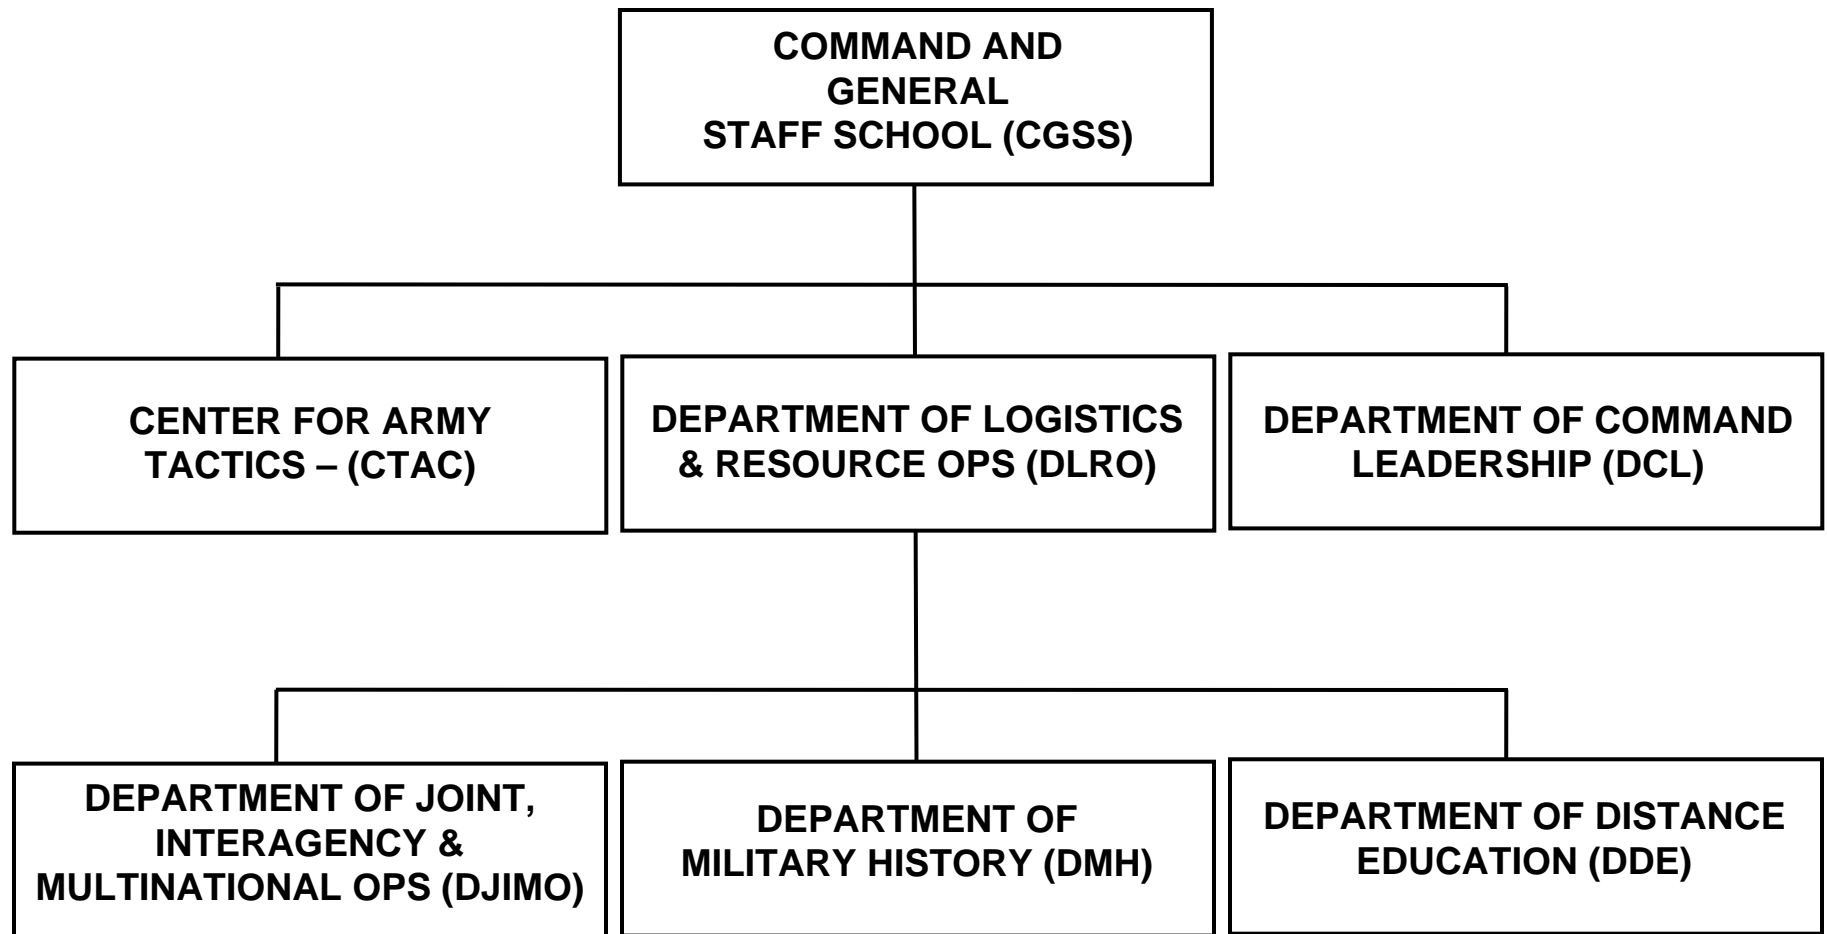 COMMAND AND
GENERAL
STAFF SCHOOL (CGSS)
CENTER FOR ARMY
TACTICS – (CTAC)
DEPARTMENT OF LOGISTICS
& RESOURCE OPS (DLRO)
DEPARTMENT OF COMMAND
LEADERSHIP (DCL)
DEPARTMENT OF JOINT,
INTERAGENCY &
MULTINATIONAL OPS (DJIMO)
DEPARTMENT OF
MILITARY HISTORY (DMH)
DEPARTMENT OF DISTANCE
EDUCATION (DDE)